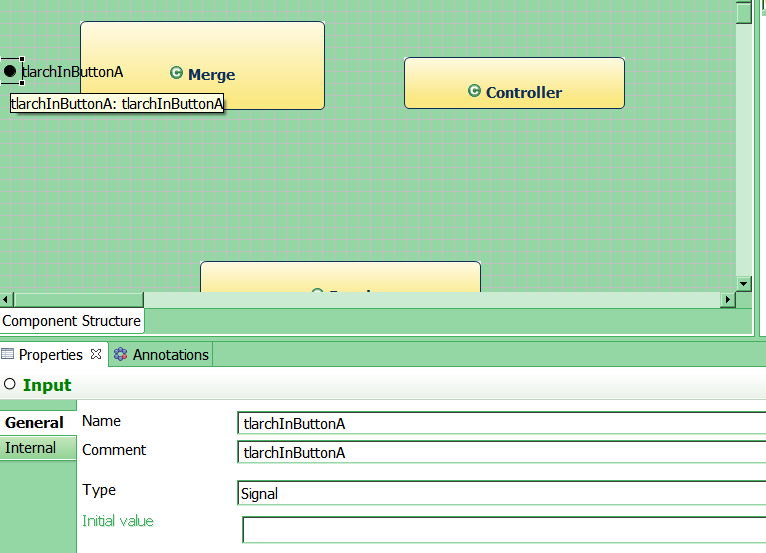 tlarchInButtonA
C Merge
tlarchInButtonA: tlarchInButtonA
C Controller
Component Structure
Properties
Annotations
Input
General
Internal
Name
tlarchInButtonA
Comment
tlarchInButtonA
Type
Signal
Initial value